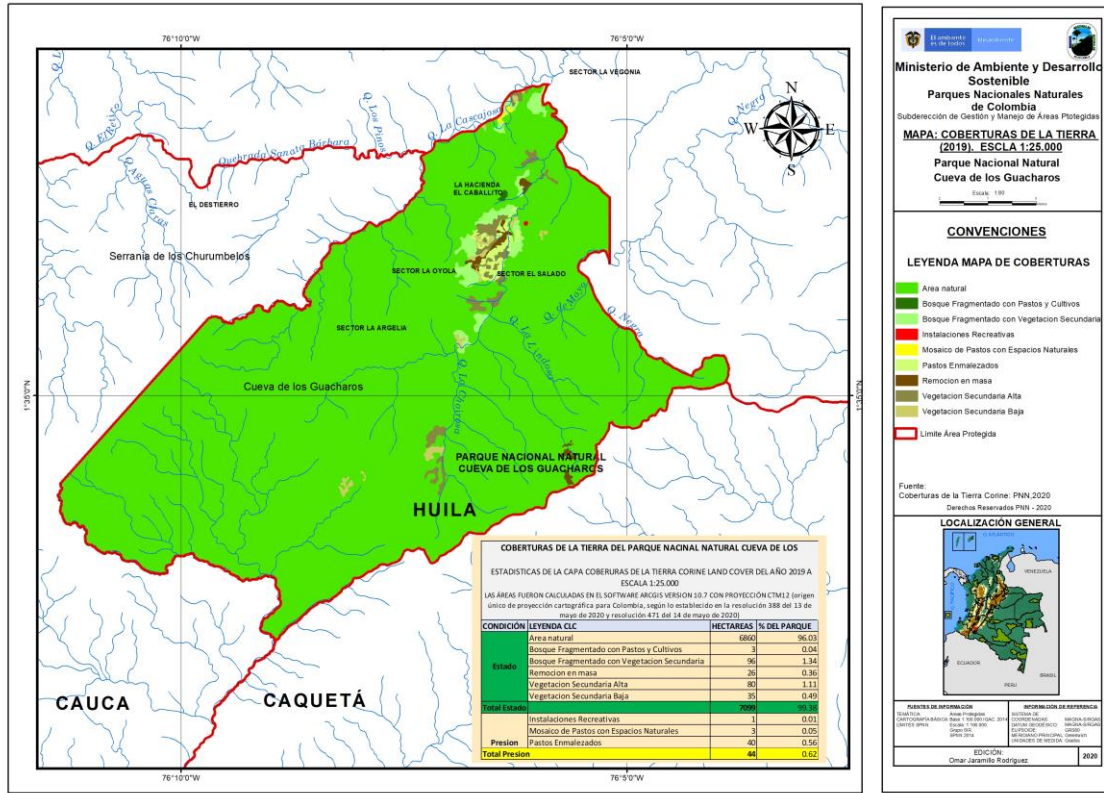 76°10'0"W
76°5'0"W
SECTOR LA VEGONIA
Q. Negra
Q. El Retiro
Q. Aguas Claras
Q. Los Pinos
Q. La Cascajosa
Quebrada Sanata Bárbara
N
W
E
S
LA HACIENDA
EL CABALLITO
EL DESTIERRO
Serranía de los Churumbelos
SECTOR LA OYOLA
SECTOR EL SALADO
SECTOR LA ARGELIA
Q. Negra
Q. La Lindosa
Cueva de los Guacharos
1°35'0"N
1°35'0"N
PARQUE NACIONAL NATURAL
CUEVA DE LOS GUACHAROS
HUILA
CAUCA
CAQUETÁ
76°10'0"W
76°5'0"W
COBERTURAS DE LA TIERRA DEL PARQUE NACINAL NATURAL CUEVA DE LOS
ESTADISTICAS DE LA CAPA COBERURAS DE LA TIERRA CORINE LAND COVER DEL AÑO 2019 A
ESCALA 1:25.000
LAS ÁREAS FUERON CALCULADAS EN EL SOFTWARE ARCGIS VERSION 10.7 CON PROYECCIÓN CTM12 (origen
único de proyección cartográfica para Colombia, según lo establecido en la resolución 388 del 13 de
mayo de 2020 y resolución 471 del 14 de mayo de 2020)
CONDICIÓN LEYENDA CLC HECTAREAS % DEL PARQUE
Estado
Area natural 6860 96.03
Bosque Fragmentado con Pastos y Cultivos 3 0.04
Bosque Fragmentado con Vegetacion Secundaria 96 1.34
Remocion en masa 26 0.36
Vegetacion Secundaria Alta 80 1.11
Vegetacion Secundaria Baja 35 0.49
Total Estado 7099 99.38
Presion
Instalaciones Recreativas 1 0.01
Mosaico de Pastos con Espacios Naturales 3 0.05
Pastos Enmalezados 40 0.56
Total Presion 44 0.62
El ambiente
es de todos
Minambiente
Ministerio de Ambiente y Desarrollo
Sostenible
Parques Nacionales Naturales
de Colombia
Subdirección de Gestión y Manejo de Áreas Ptotegidas
MAPA: COBERTURAS DE LA TIERRA
(2019). ESCLA 1:25.000
Parque Nacional Natural
Cueva de los Guacharos
CONVENCIONES
LEYENDA MAPA DE COBERTURAS
Area natural
Bosque Fragmentado con Pastos y Cultivos
Bosque Fragmentado con Vegetacion Secundaria
Instalaciones Recreativas
Mosaico de Pastos con Espacios Naturales
Pastos Enmalezados
Remocion en masa
Vegetacion Secundaria Alta
Vegetacion Secundaria Baja
Límite Área Protegida
Fuente:
Coberturas de la Tierra Corine: PNN,2020
Derechos Reservados PNN - 2020
LOCALIZACIÓN GENERAL
VENEZUELA
ECUADOR
PERU
BRASIL
FUENTES DE INFORMACIÓN
INFORMACIÓN DE REFERENCIA
EDICIÓN:
Omar Jaramillo Rodriguez
2020